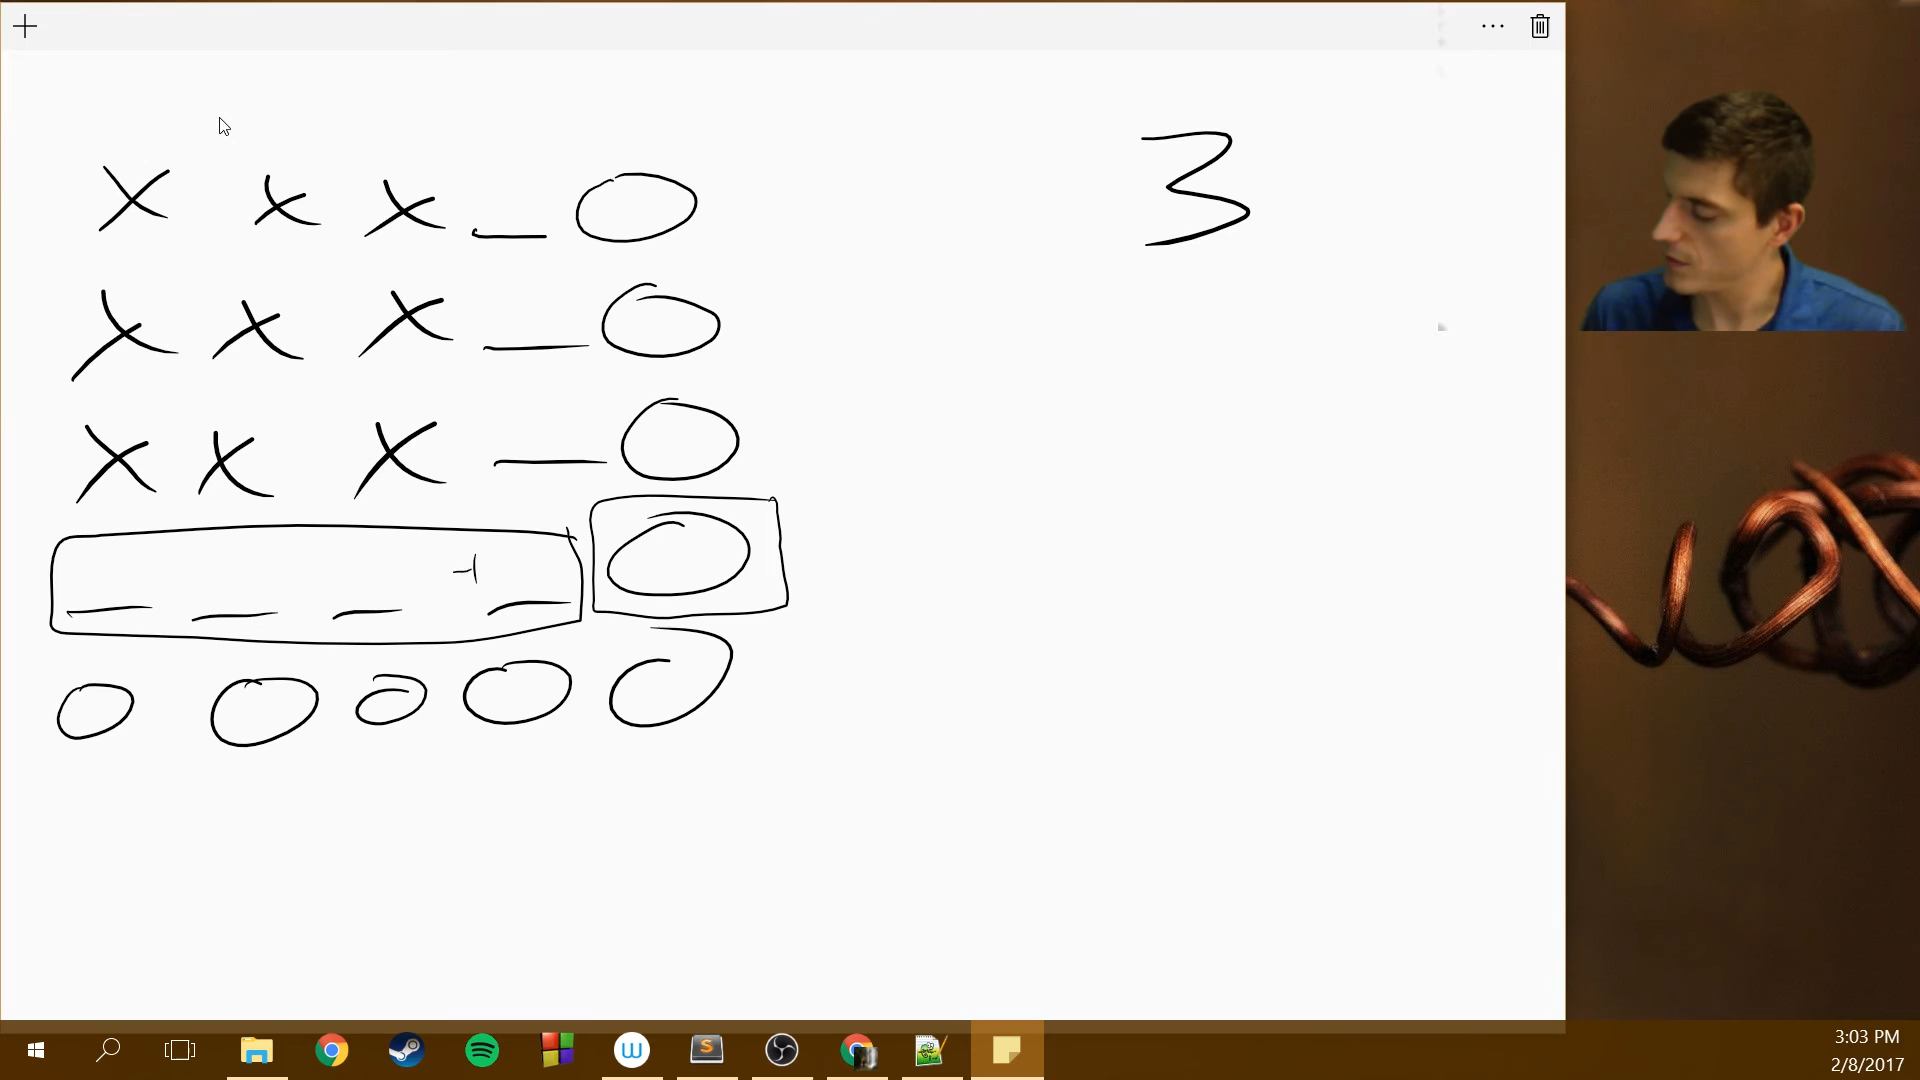 3
X X X _ O
X X X _ O
X X X _ O
_ _ _ _ O
O O O O O
3:03 PM
2/8/2017